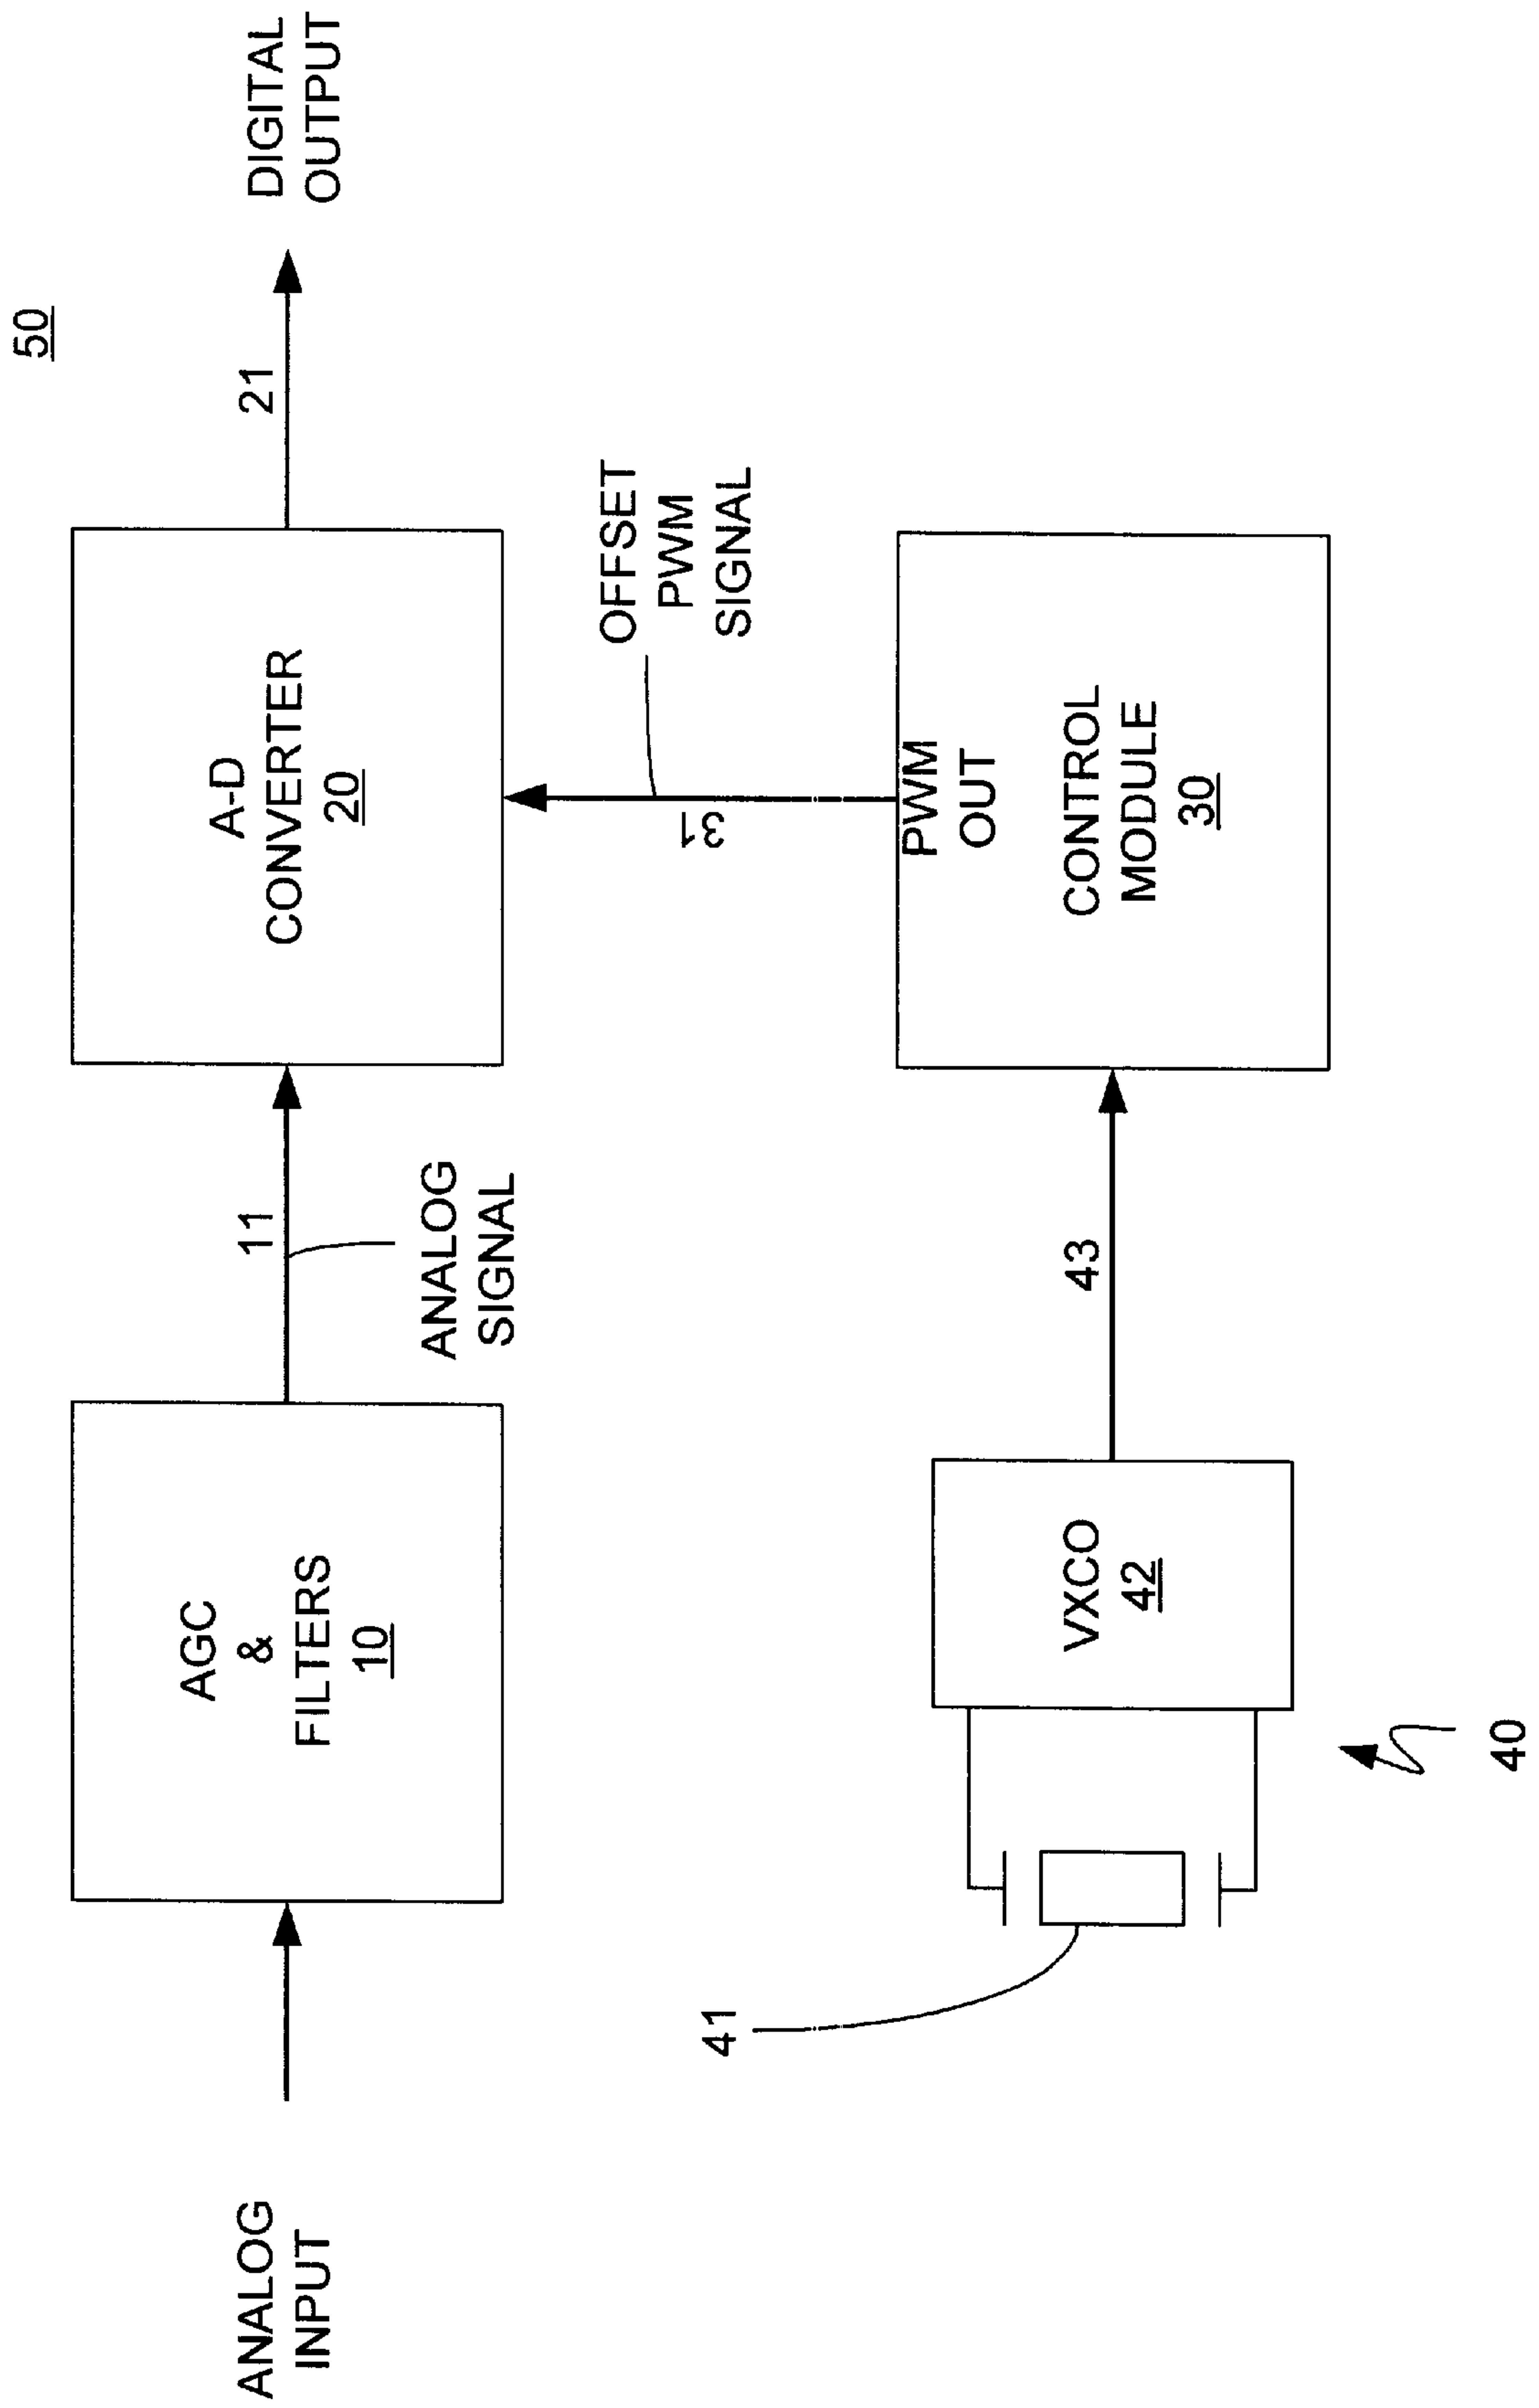 50
ANALOG
INPUT
AGC
&
FILTERS
10
11
ANALOG
SIGNAL
A-D
CONVERTER
20
21
DIGITAL
OUTPUT
OFFSET
PWM
SIGNAL
31
41
VXCO
42
43
PWM
OUT
CONTROL
MODULE
30
40